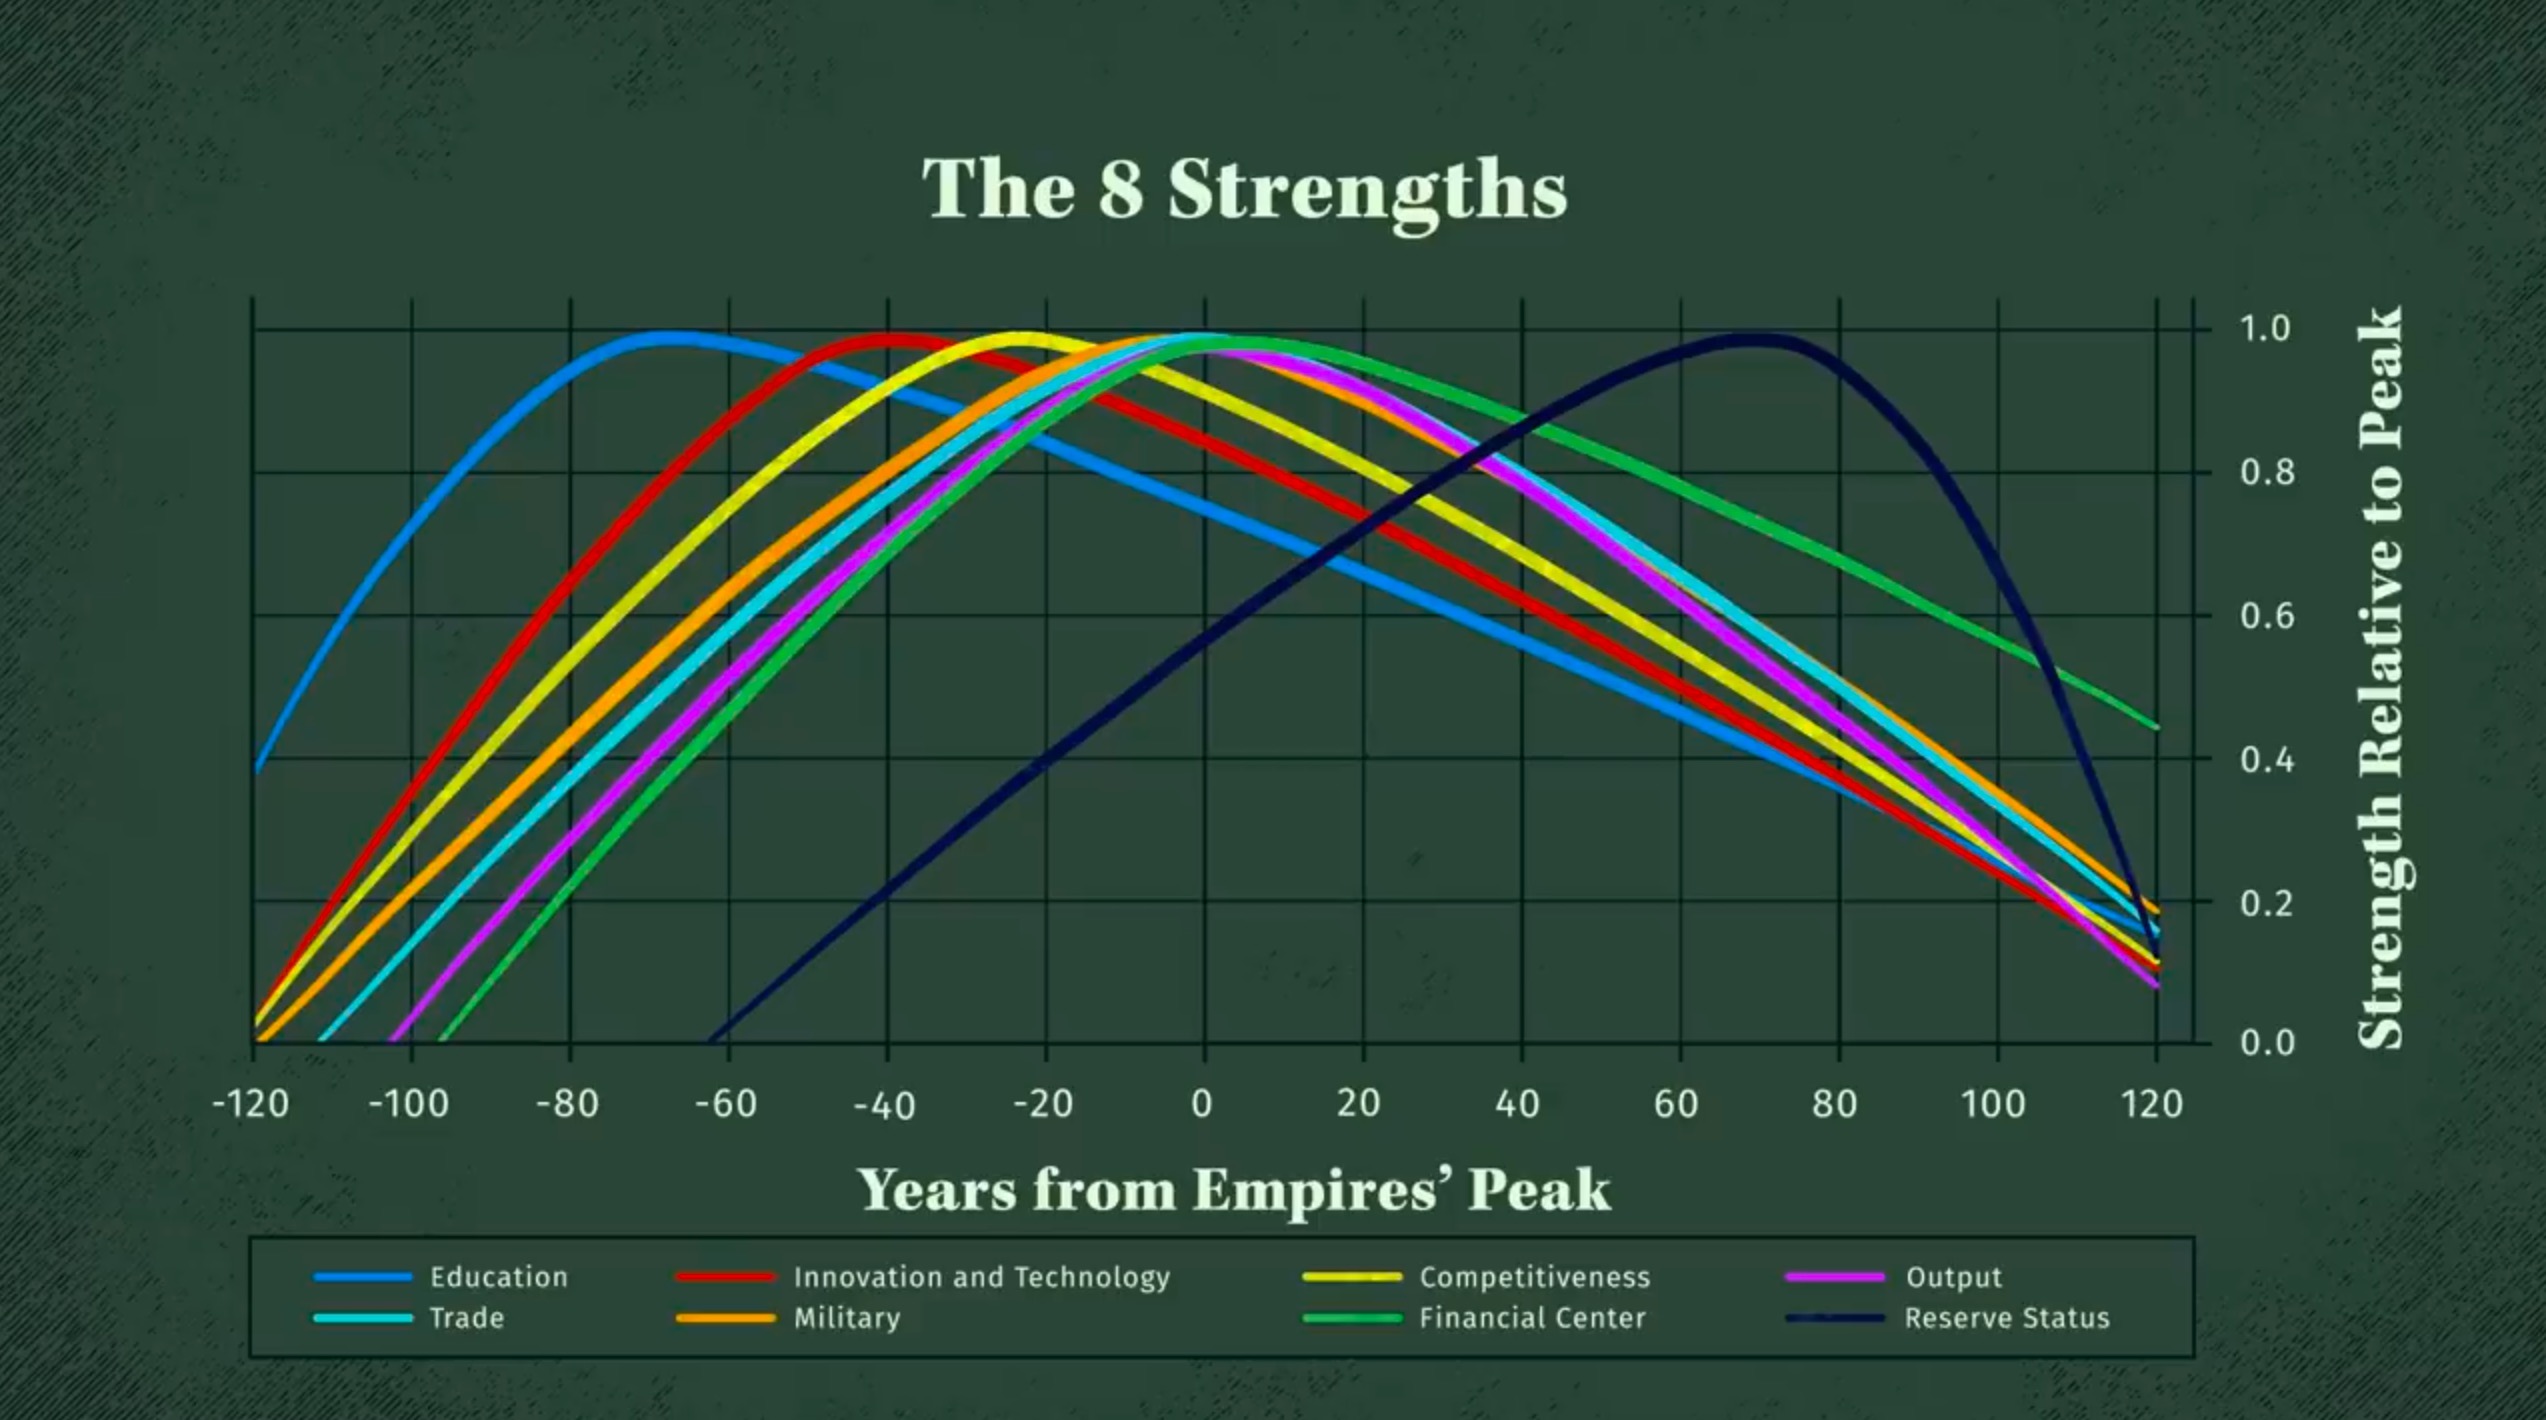 The 8 Strengths
1.0
0.8
0.6
0.4
0.2
0.0
Strength Relative to Peak
-120 -100 -80 -60 -40 -20 0 20 40 60 80 100 120
Years from Empires’ Peak
Education Innovation and Technology Competitiveness Output
Trade Military Financial Center Reserve Status